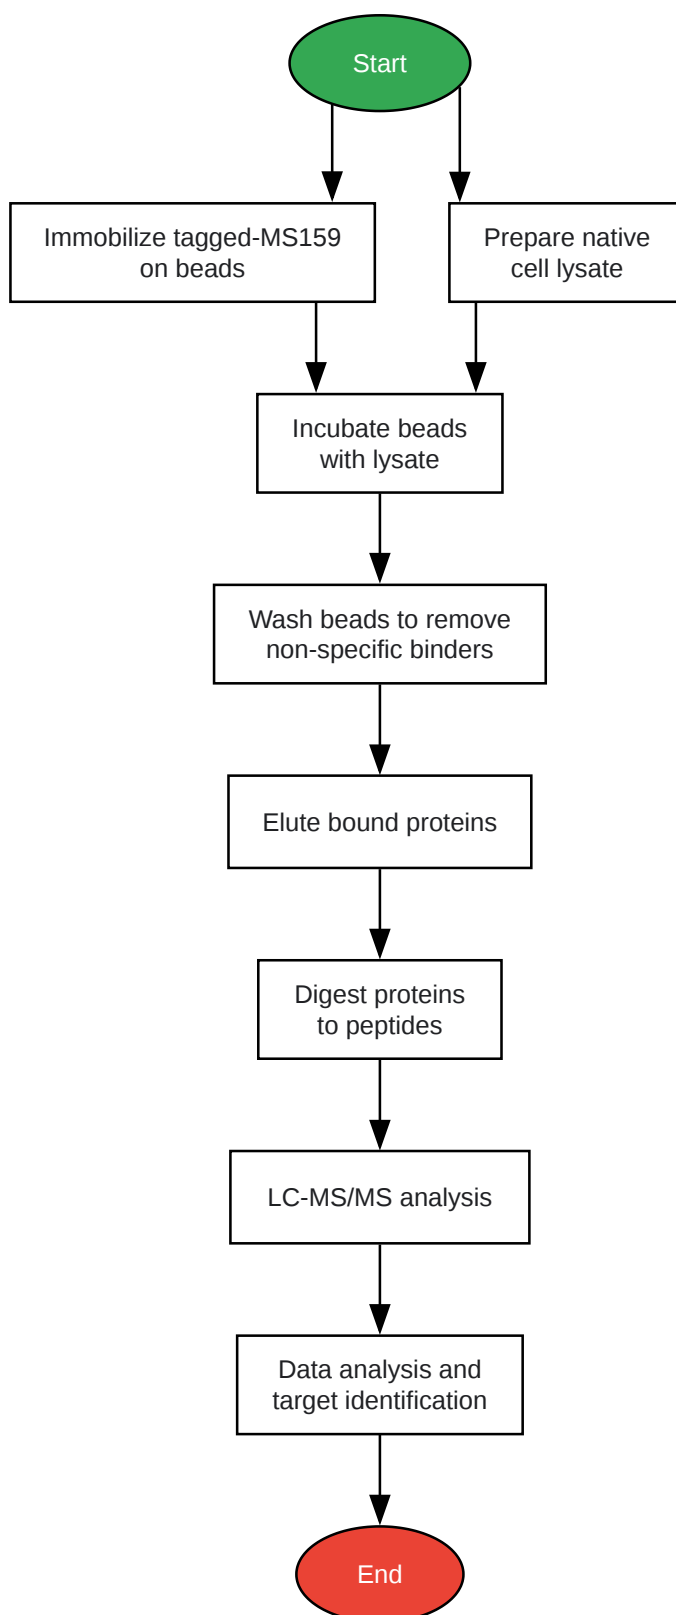 Start
Immobilize tagged-MS159
on beads
Prepare native
cell lysate
Incubate beads
with lysate
Wash beads to remove
non-specific binders
Elute bound proteins
Digest proteins
to peptides
LC-MS/MS analysis
Data analysis and
target identification
End